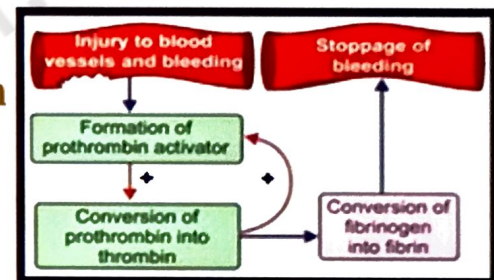 Injury to blood
vessels and bleeding
Stoppage of
bleeding
Formation of
prothrombin activator
+
+
Conversion of
prothrombin into
thrombin
Conversion of
fibrinogen
into fibrin